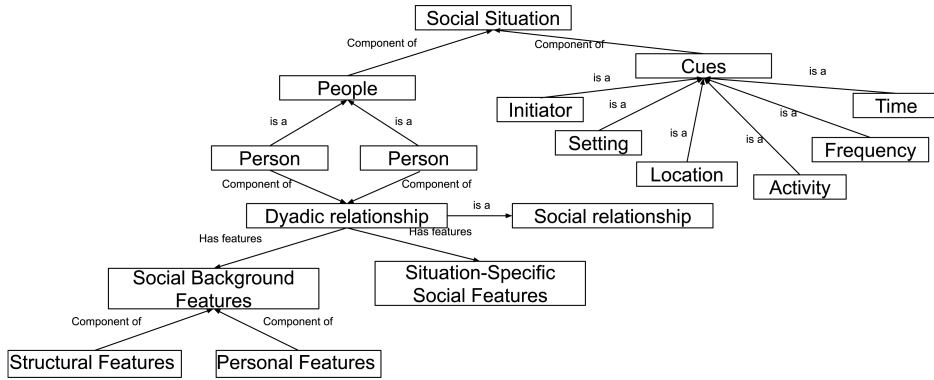 Social Situation
Component of
Component of
Cues
People
is a
is a
Initiator
is a
Time
is a
is a
is a
Setting
is a
is a
Frequency
Person
Person
Location
Activity
Component of
Component of
Dyadic relationship
is a
Social relationship
Has features
Has features
Social Background
Features
Situation-Specific
Social Features
Component of
Component of
Structural Features
Personal Features